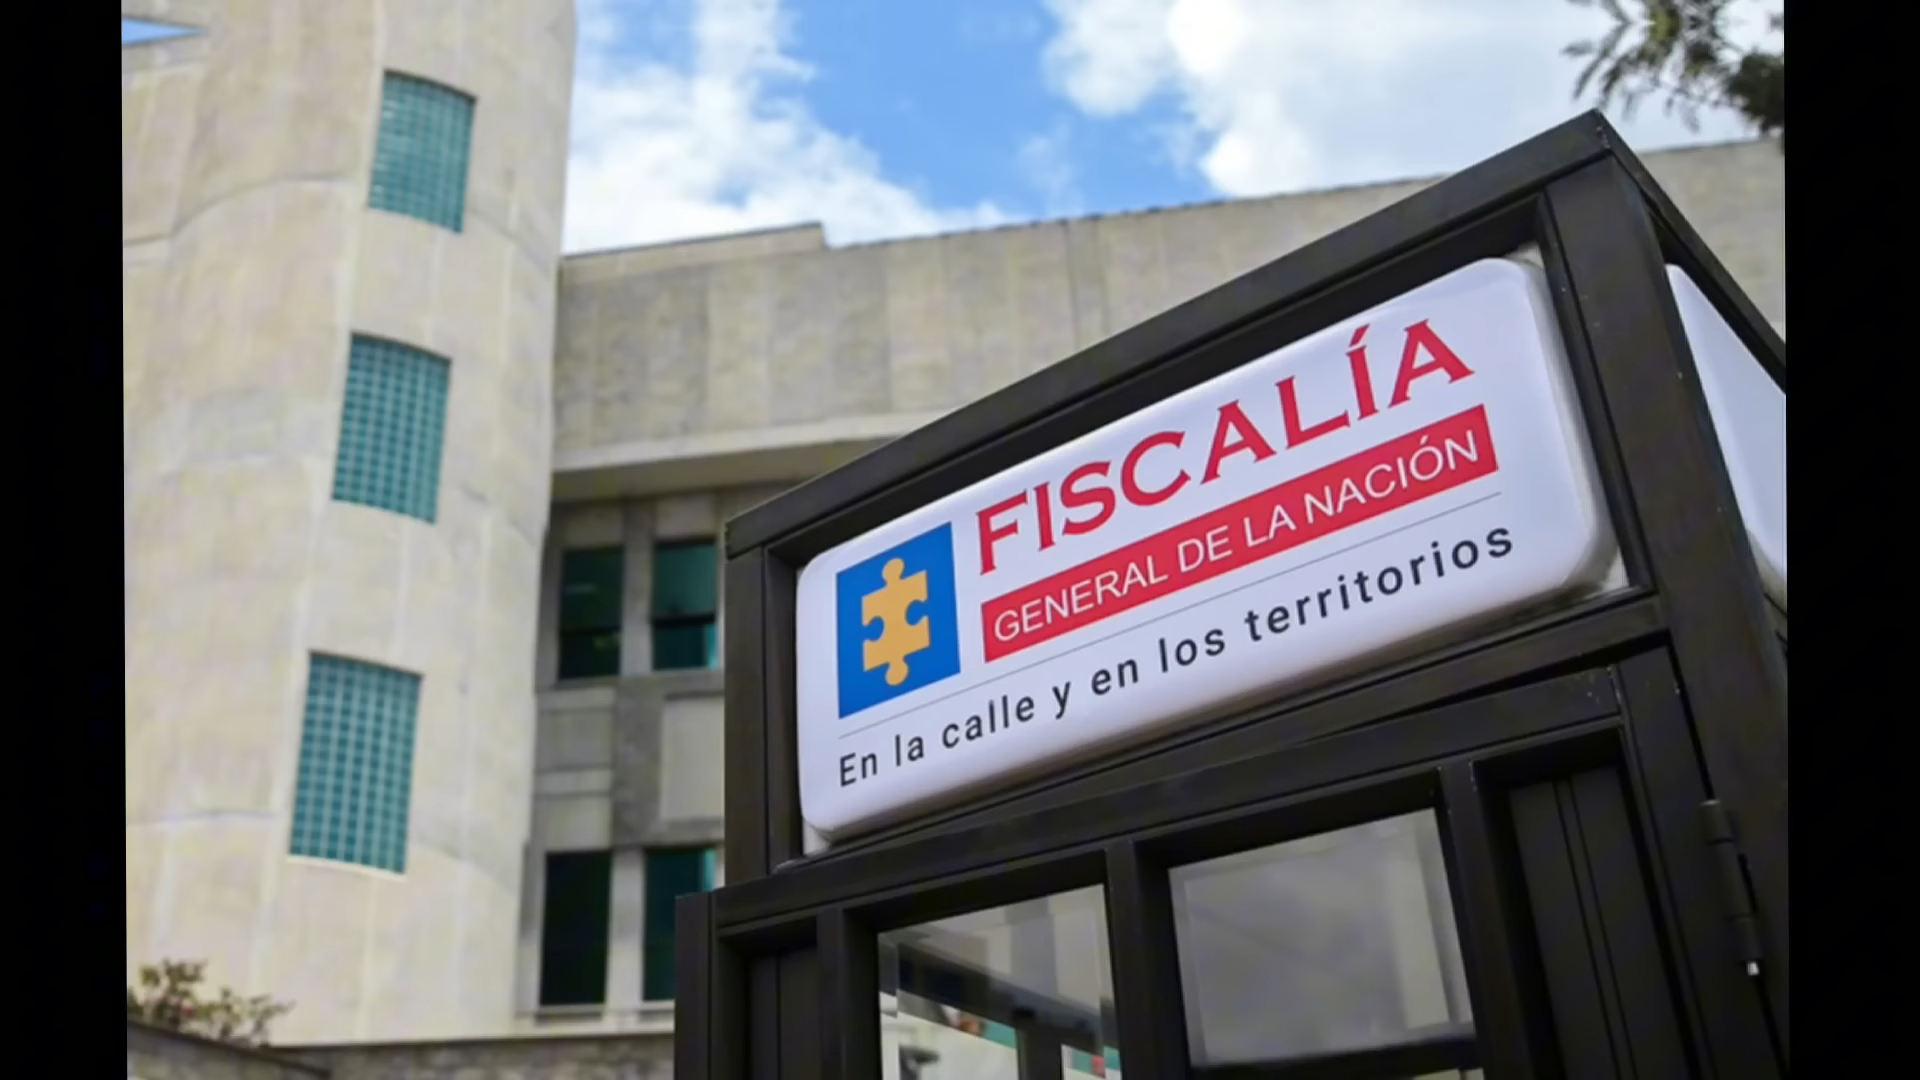 FISCALÍA
GENERAL DE LA NACIÓN
En la calle y en los territorios